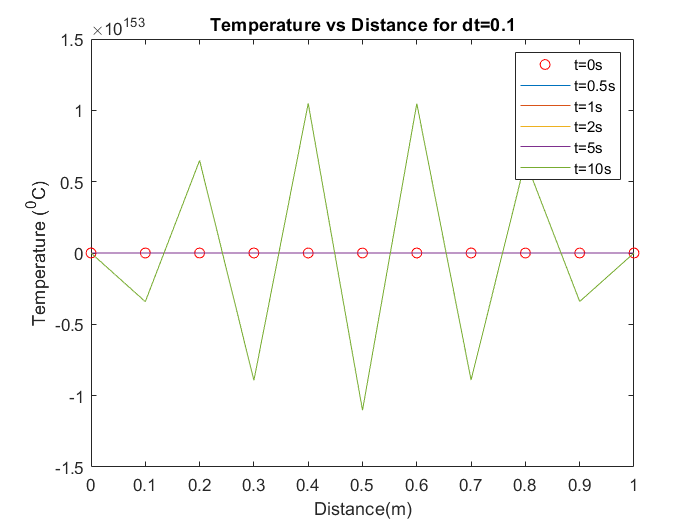 ×10^153
Temperature vs Distance for dt=0.1
1.5
1
0.5
0
-0.5
-1
-1.5
Temperature (^0C)
t=0s
t=0.5s
t=1s
t=2s
t=5s
t=10s
0 0.1 0.2 0.3 0.4 0.5 0.6 0.7 0.8 0.9 1
Distance(m)